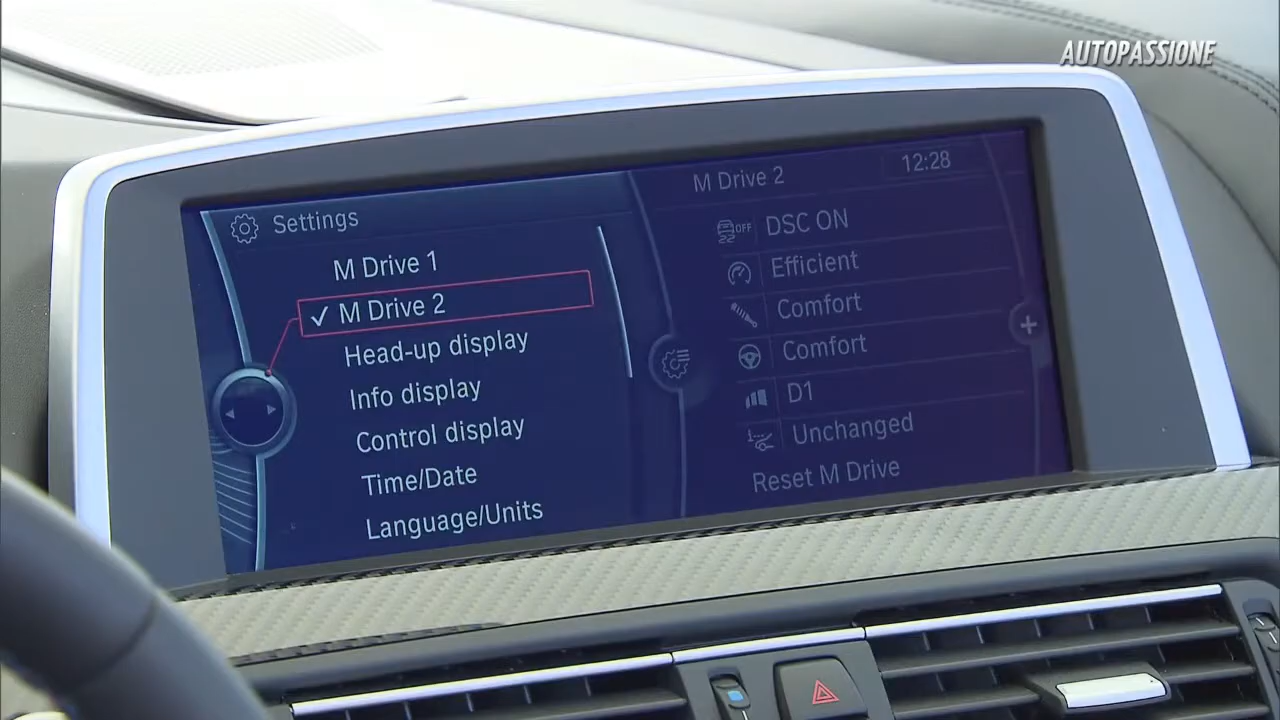 AUTOPASSIONE
Settings
M Drive 1
✓ M Drive 2
Head-up display
Info display
Control display
Time/Date
Language/Units
M Drive 2
12:28
OFF DSC ON
Efficient
Comfort
Comfort
D1
Unchanged
Reset M Drive